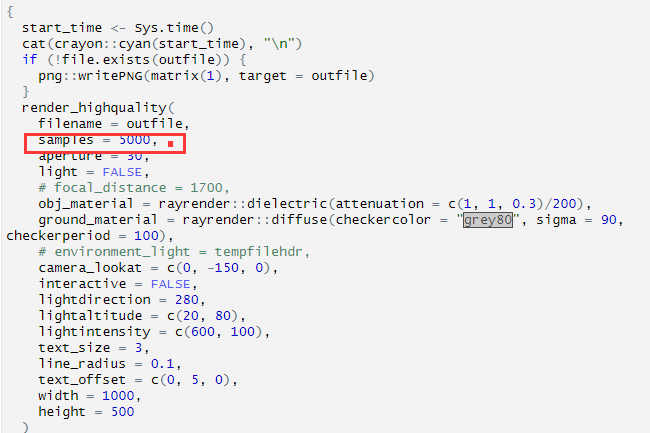 {
start_time <- Sys.time()
cat(crayon::cyan(start_time), "\n")
if (!file.exists(outfile)) {
png::writePNG(matrix(1), target = outfile)
}
render_highquality(
filename = outfile,
samples = 5000,
aperture = 30,
light = FALSE,
# focal_distance = 1700,
obj_material = rayrender::dielectric(attenuation = c(1, 1, 0.3)/200),
ground_material = rayrender::diffuse(checkercolor = "grey80", sigma = 90,
checkerperiod = 100),
# environment_light = tempfilehdr,
camera_lookat = c(0, -150, 0),
interactive = FALSE,
lightdirection = 280,
lightaltitude = c(20, 80),
lightintensity = c(600, 100),
text_size = 3,
line_radius = 0.1,
text_offset = c(0, 5, 0),
width = 1000,
height = 500
)